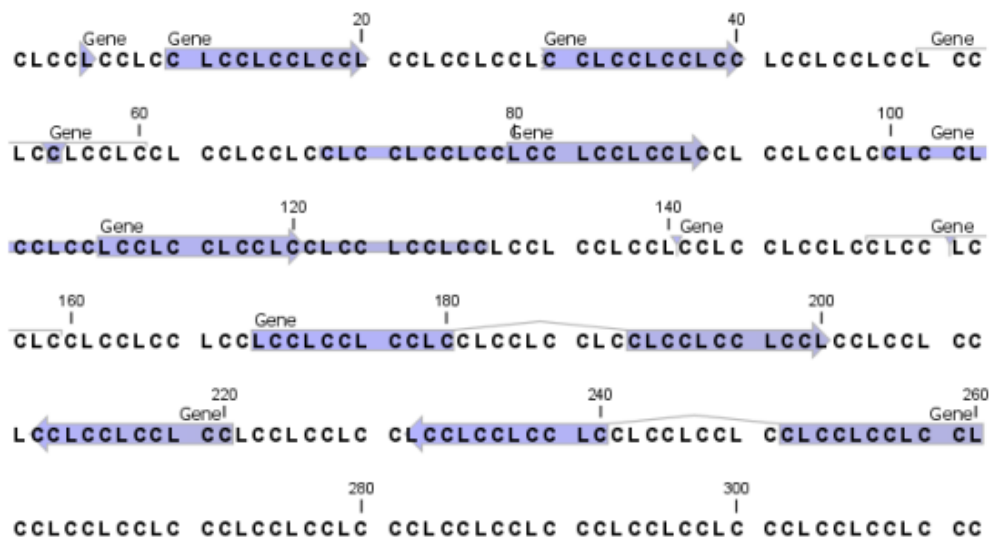 20 40
Gene Gene Gene Gene
CLCCLCCLCC LCCLCCLCCL CCLCCLCCLC CLCCLCCLCC LCCLCCLCCL CC
60 80 100
Gene Gene Gene
LCCLCCLCCL CCLCCLCCLC CLCCLCCLCC LCCLCCLCCL CCLCCLCCLC CL
120 140
Gene Gene Gene
CCLCCLCCLC CLCCLCCLCC LCCLCCLCCL CCLCCLCCLC CLCCLCCLCC LC
160 180 200
Gene
CLCCLCCLCC LCCLCCLCCL CCLCCLCCLC CLCCLCCLCC LCCLCCLCCL CC
220 240 260
Gene Gene
LCCLCCLCCL CCLCCLCCLC CLCCLCCLCC LCCLCCLCCL CCLCCLCCLC CL
280 300
CCLCCLCCLC CCLCCLCCLC CCLCCLCCLC CCLCCLCCLC CCLCCLCCLC CC